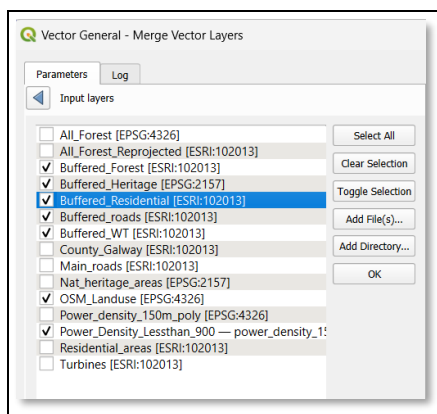 Vector General - Merge Vector Layers
Parameters Log
Input layers
All_Forest [EPSG:4326]
All_Forest_Reprojected [ESRI:102013]
Buffered_Forest [ESRI:102013]
Buffered_Heritage [EPSG:2157]
Buffered_Residential [ESRI:102013]
Buffered_roads [ESRI:102013]
Buffered_WT [ESRI:102013]
County_Galway [ESRI:102013]
Main_roads [ESRI:102013]
Nat_heritage_areas [EPSG:2157]
OSM_Landuse [EPSG:4326]
Power_density_150m_poly [EPSG:4326]
Power_Density_Lessthan_900 — power_density_15
Residential_areas [ESRI:102013]
Turbines [ESRI:102013]
Select All
Clear Selection
Toggle Selection
Add File(s)...
Add Directory...
OK